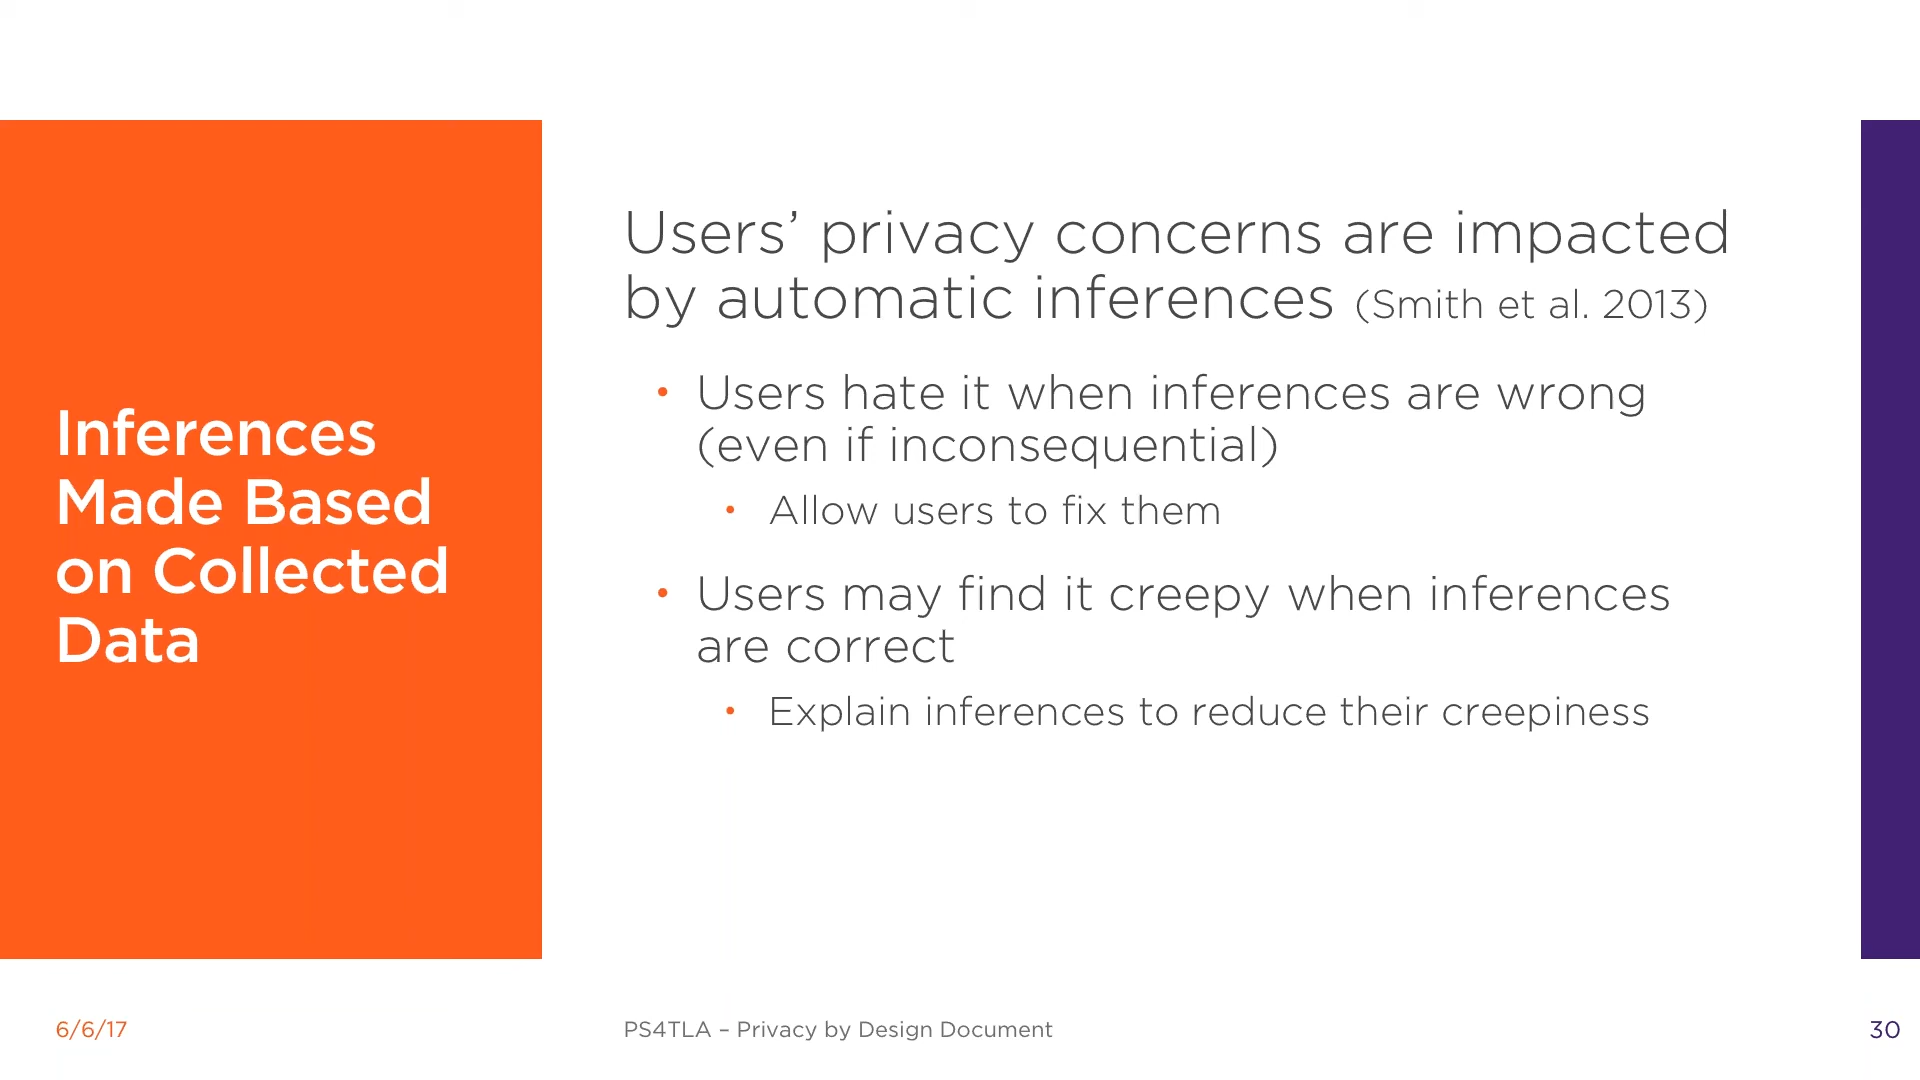 Inferences
Made Based
on Collected
Data
Users’ privacy concerns are impacted
by automatic inferences (Smith et al. 2013)
• Users hate it when inferences are wrong
(even if inconsequential)
• Allow users to fix them
• Users may find it creepy when inferences
are correct
• Explain inferences to reduce their creepiness
6/6/17
PS4TLA – Privacy by Design Document
30